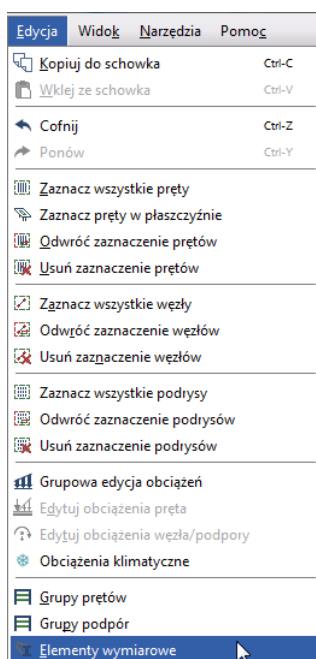 Edycja Widok Narzędzia Pomoc
Kopiuj do schowka Ctrl-C
Wklej ze schowka Ctrl-V
Cofnij Ctrl-Z
Ponów Ctrl-Y
Zaznacz wszystkie pręty
Zaznacz pręty w płaszczyźnie
Odwróć zaznaczenie prętów
Usuń zaznaczenie prętów
Zaznacz wszystkie węzły
Odwróć zaznaczenie węzłów
Usuń zaznaczenie węzłów
Zaznacz wszystkie podrysy
Odwróć zaznaczenie podrysów
Usuń zaznaczenie podrysów
Grupowa edycja obciążeń
Edytuj obciążenia pręta
Edytuj obciążenia węzła/podpory
Obciążenia klimatyczne
Grupy prętów
Grupy podpór
Elementy wymiarowe